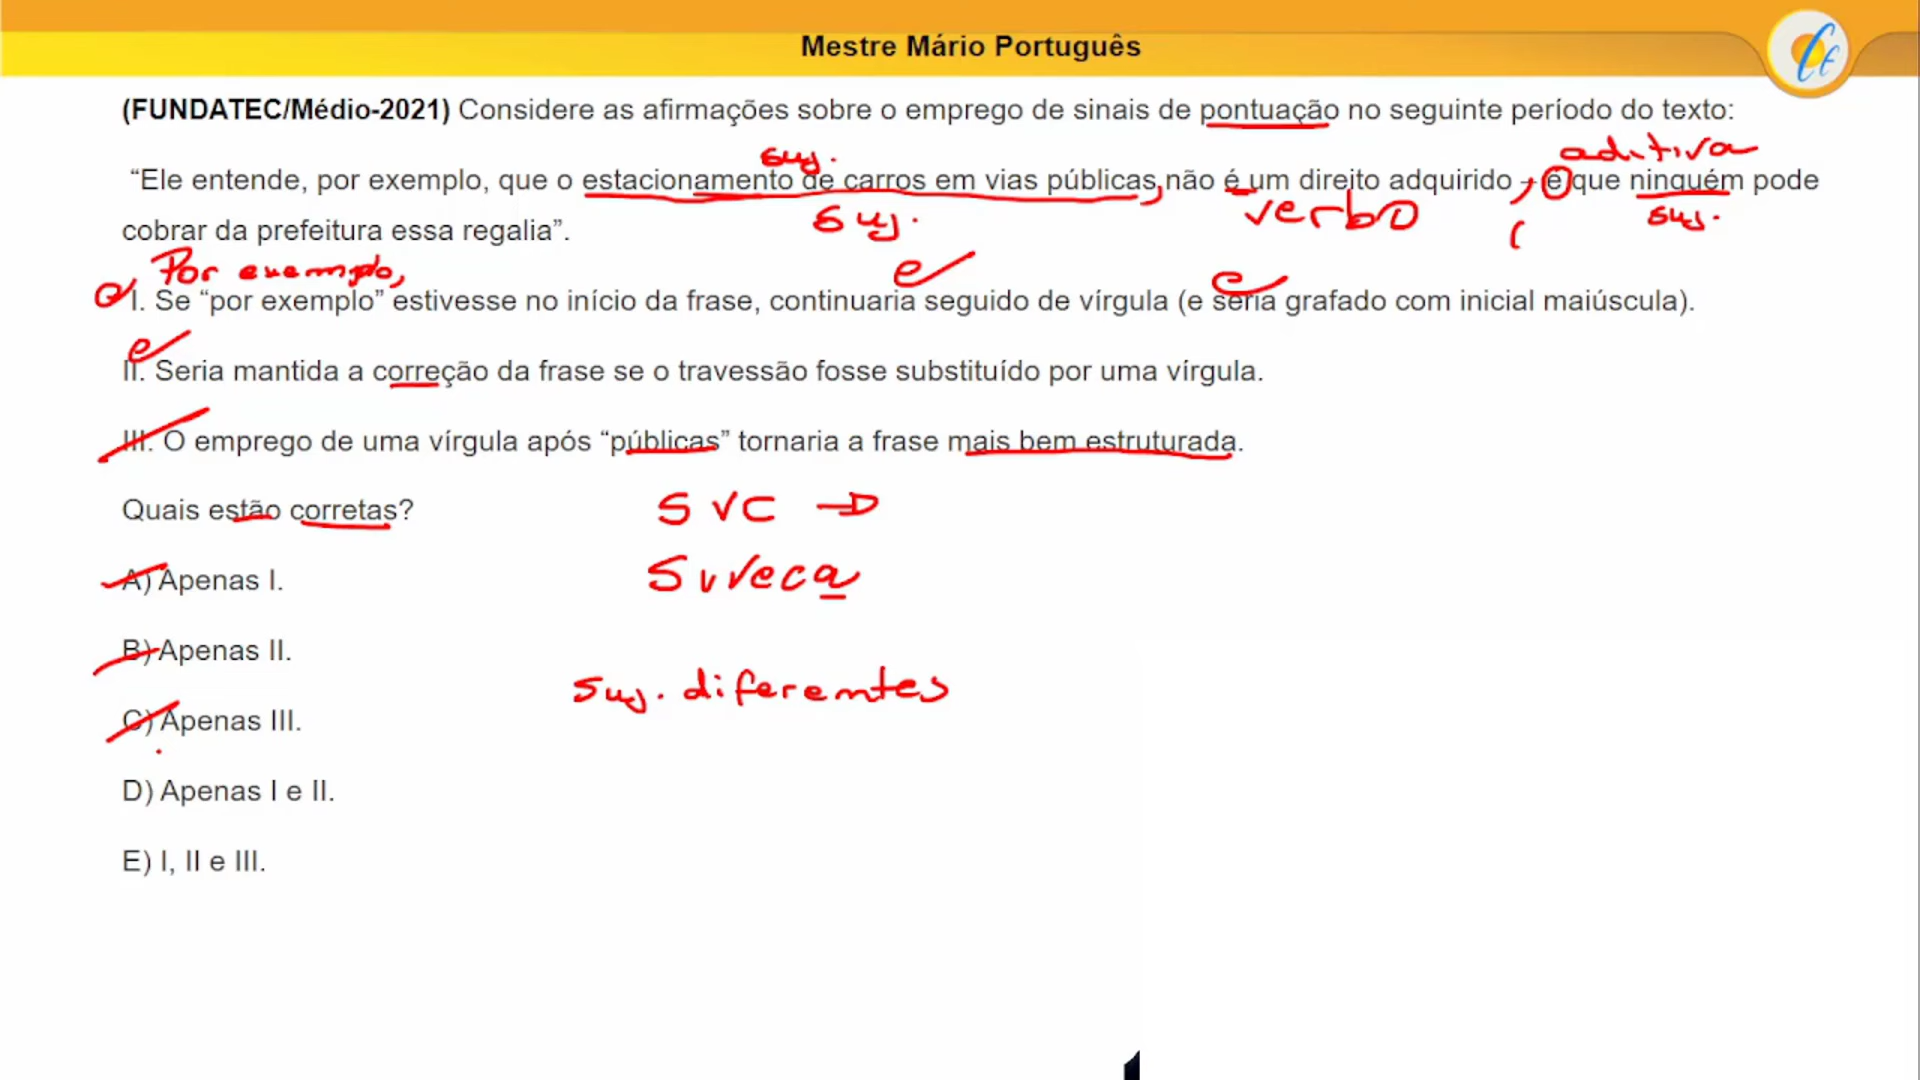 Mestre Mário Português
(FUNDATEC/Médio-2021) Considere as afirmações sobre o emprego de sinais de pontuação no seguinte período do texto:
suj. aditiva
“Ele entende, por exemplo, que o estacionamento de carros em vias públicas, não é um direito adquirido – , e que ninguém pode
suj. verbo suj.
cobrar da prefeitura essa regalia”.
Por exemplo,
I. Se “por exemplo” estivesse no início da frase, continuaria seguido de vírgula (e seria grafado com inicial maiúscula).
II. Seria mantida a correção da frase se o travessão fosse substituído por uma vírgula.
III. O emprego de uma vírgula após “públicas” tornaria a frase mais bem estruturada.
Quais estão corretas?
SVC
A) Apenas I.
B) Apenas II.
suj. diferentes
C) Apenas III.
D) Apenas I e II.
E) I, II e III.